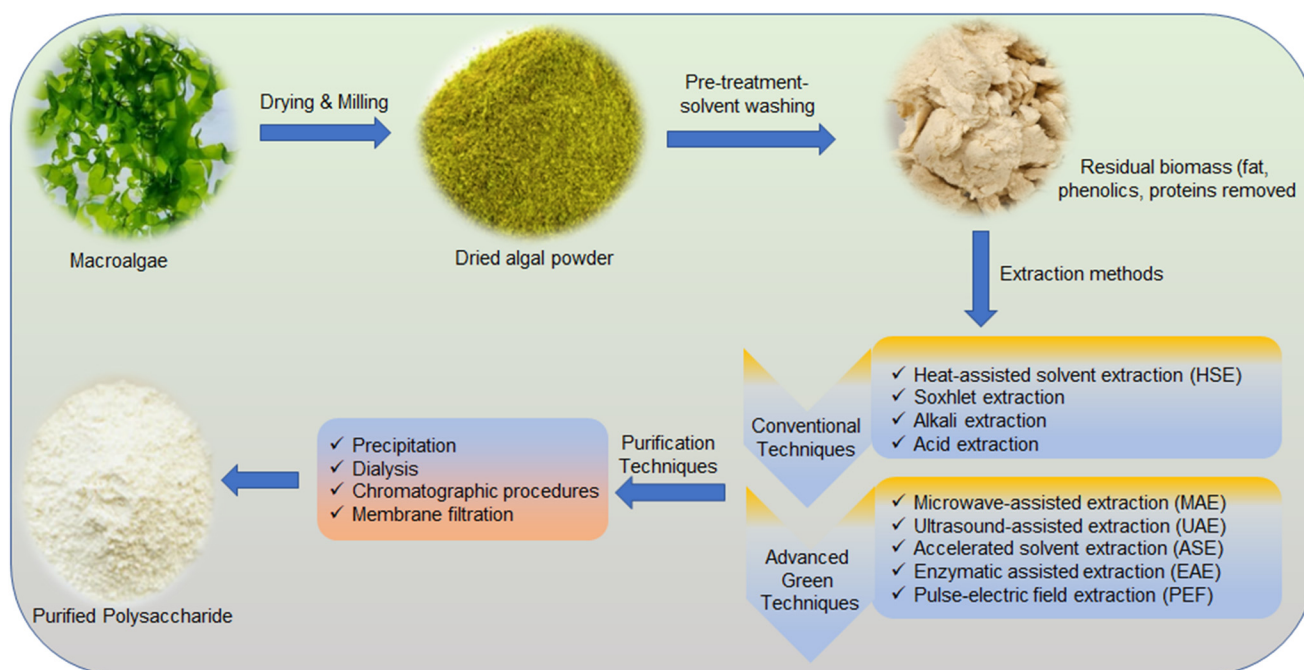 Drying & Milling
Pre-treatment-
solvent washing
Residual biomass (fat,
phenolics, proteins removed
Macroalgae
Dried algal powder
Extraction methods
Conventional
Techniques
✓ Heat-assisted solvent extraction (HSE)
✓ Soxhlet extraction
✓ Alkali extraction
✓ Acid extraction
Advanced
Green
Techniques
✓ Microwave-assisted extraction (MAE)
✓ Ultrasound-assisted extraction (UAE)
✓ Accelerated solvent extraction (ASE)
✓ Enzymatic assisted extraction (EAE)
✓ Pulse-electric field extraction (PEF)
Purification
Techniques
✓ Precipitation
✓ Dialysis
✓ Chromatographic procedures
✓ Membrane filtration
Purified Polysaccharide